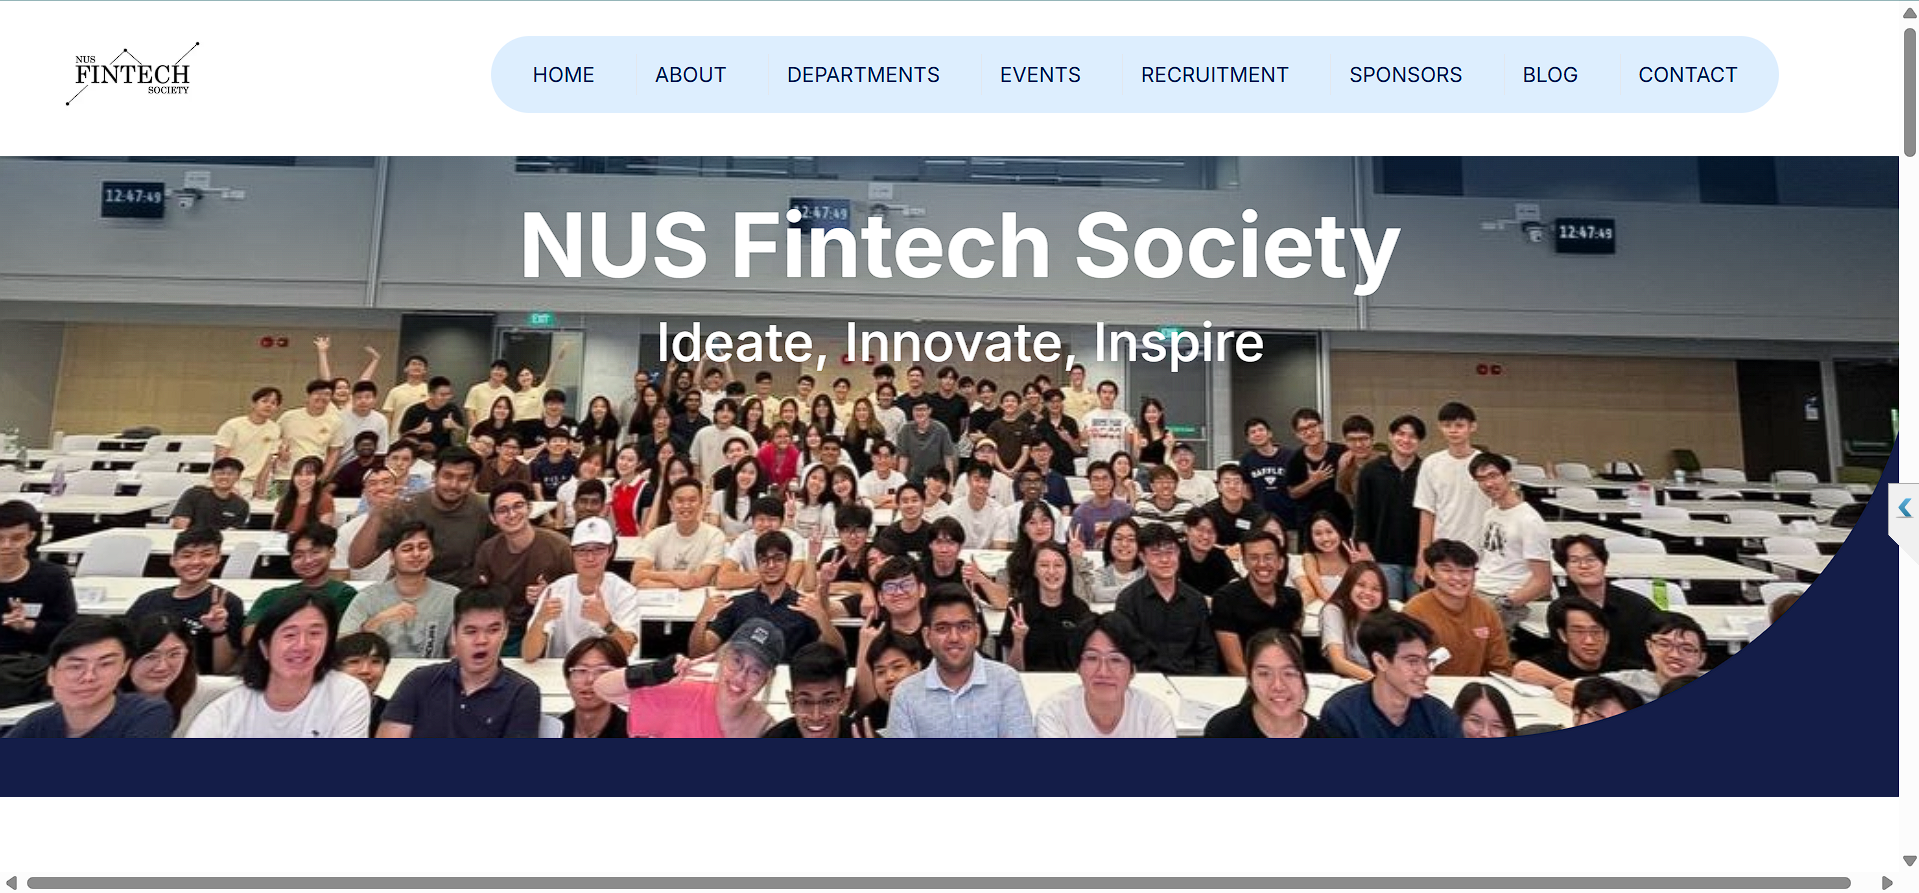 NUS
FINTECH
SOCIETY
HOME
ABOUT
DEPARTMENTS
EVENTS
RECRUITMENT
SPONSORS
BLOG
CONTACT
12:47:49
12:47:49
12:47:49
NUS Fintech Society
EXIT
Ideate, Innovate, Inspire